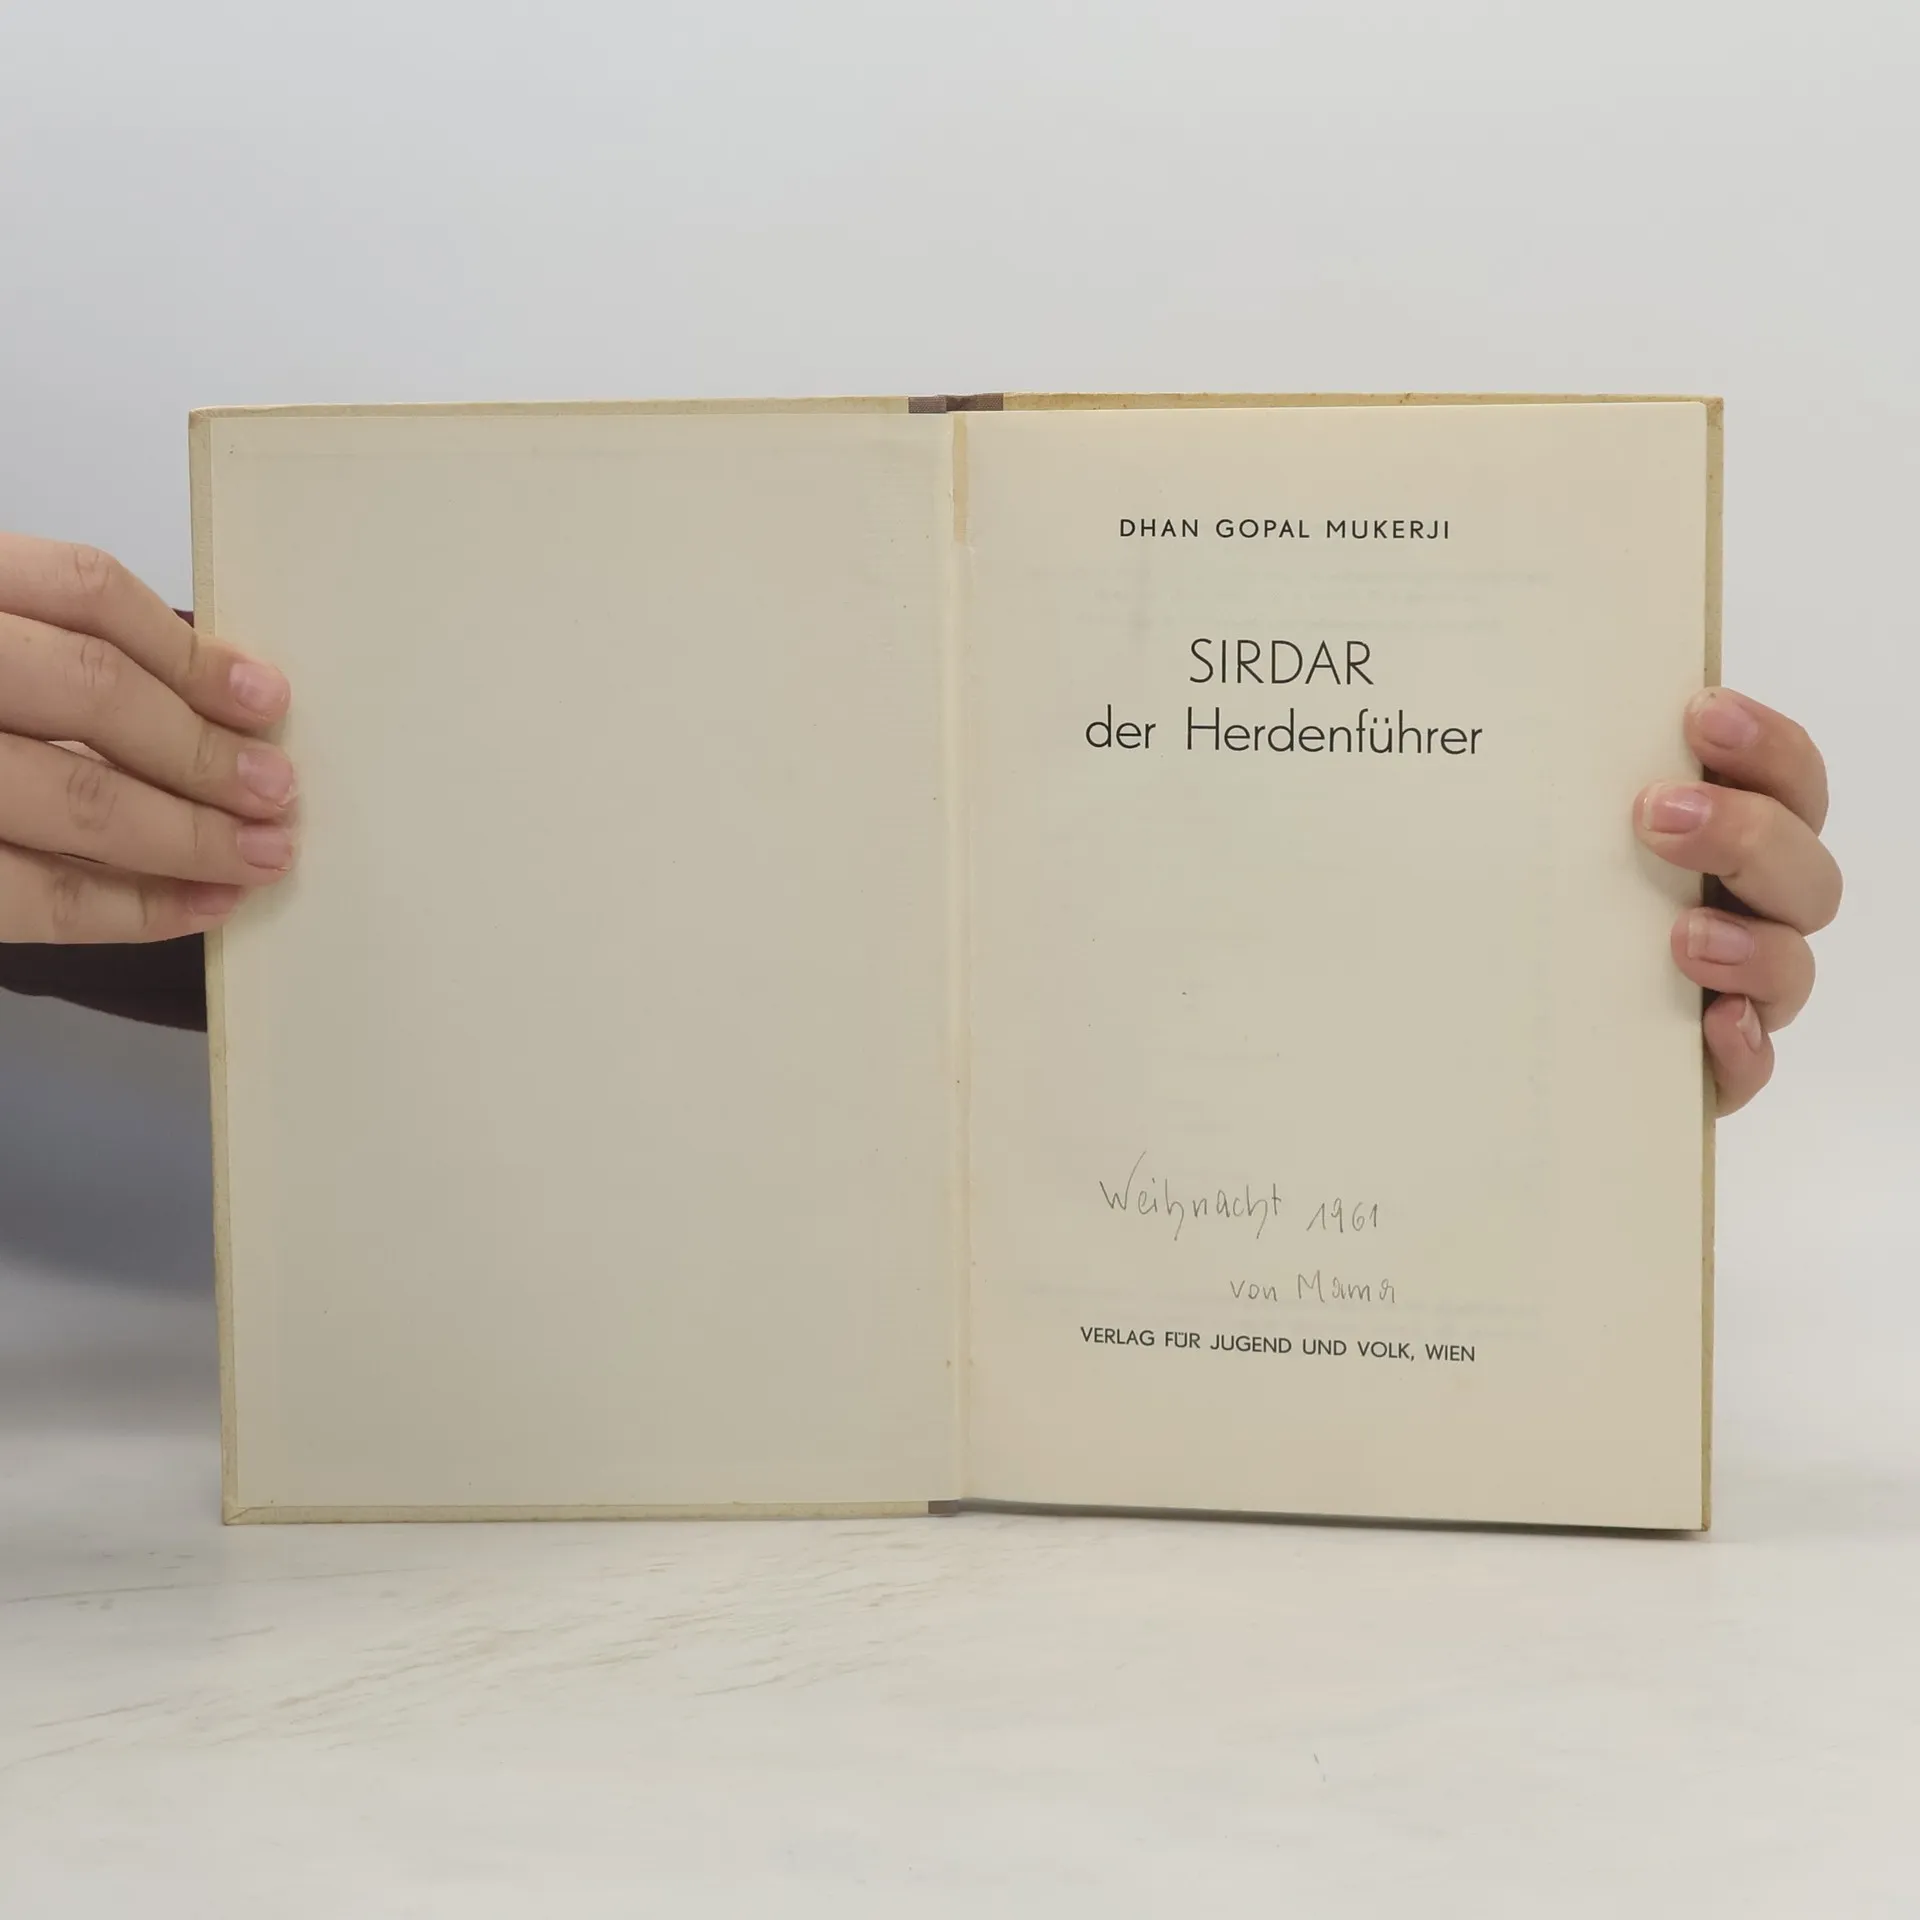 DHAN GOPAL MUKERJI
SIRDAR
der Herdenführer
Weihnacht 1961
von Mama
VERLAG FÜR JUGEND UND VOLK, WIEN